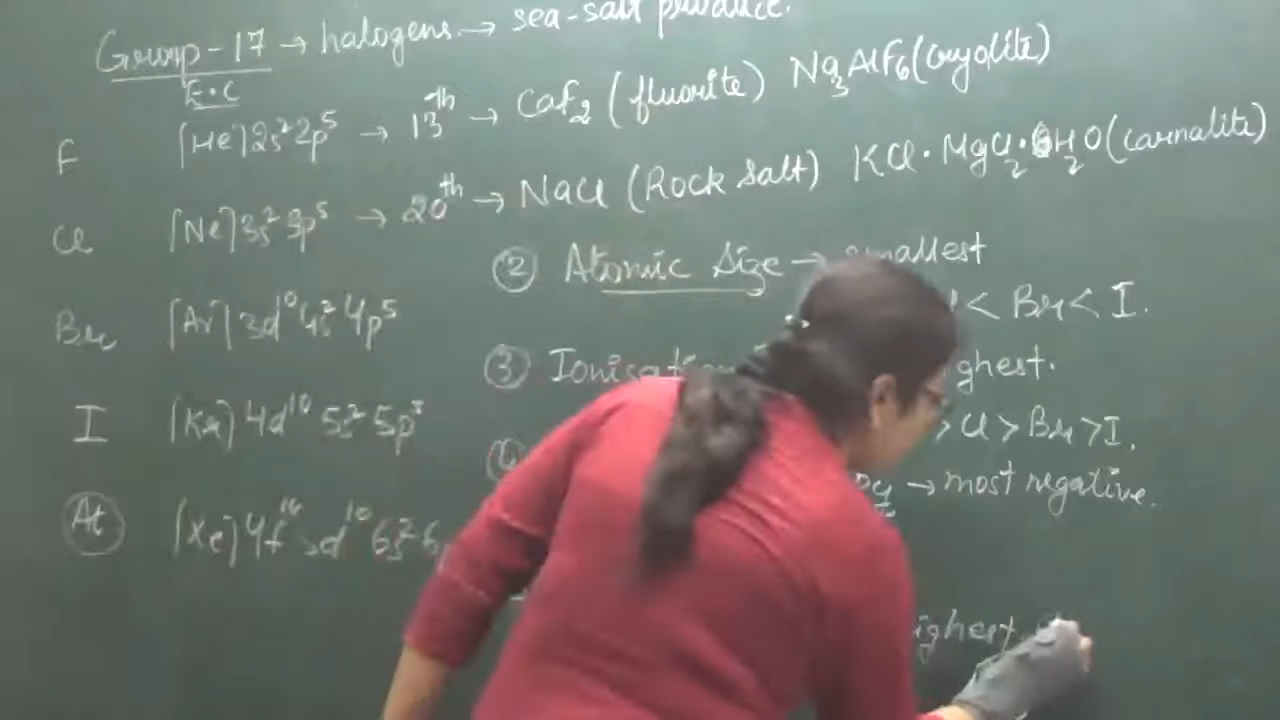 Group-17 → halogens → sea-salt produce.
E.C
F [He]2s²2p⁵ → 13th → CaF₂ (fluorite) Na₃AlF₆(cryolite)
Cl [Ne]3s²3p⁵ → 20th → NaCl (Rock Salt) KCl·MgCl₂·6H₂O(carnalite)
② Atomic Size → smallest
< Br < I.
Br [Ar]3d¹⁰4s²4p⁵
③ Ionisation ghest.
I [Kr]4d¹⁰5s²5p⁵
> Cl > Br > I.
→ most negative.
At [Xe]4f¹⁴5d¹⁰6s²6
ighest